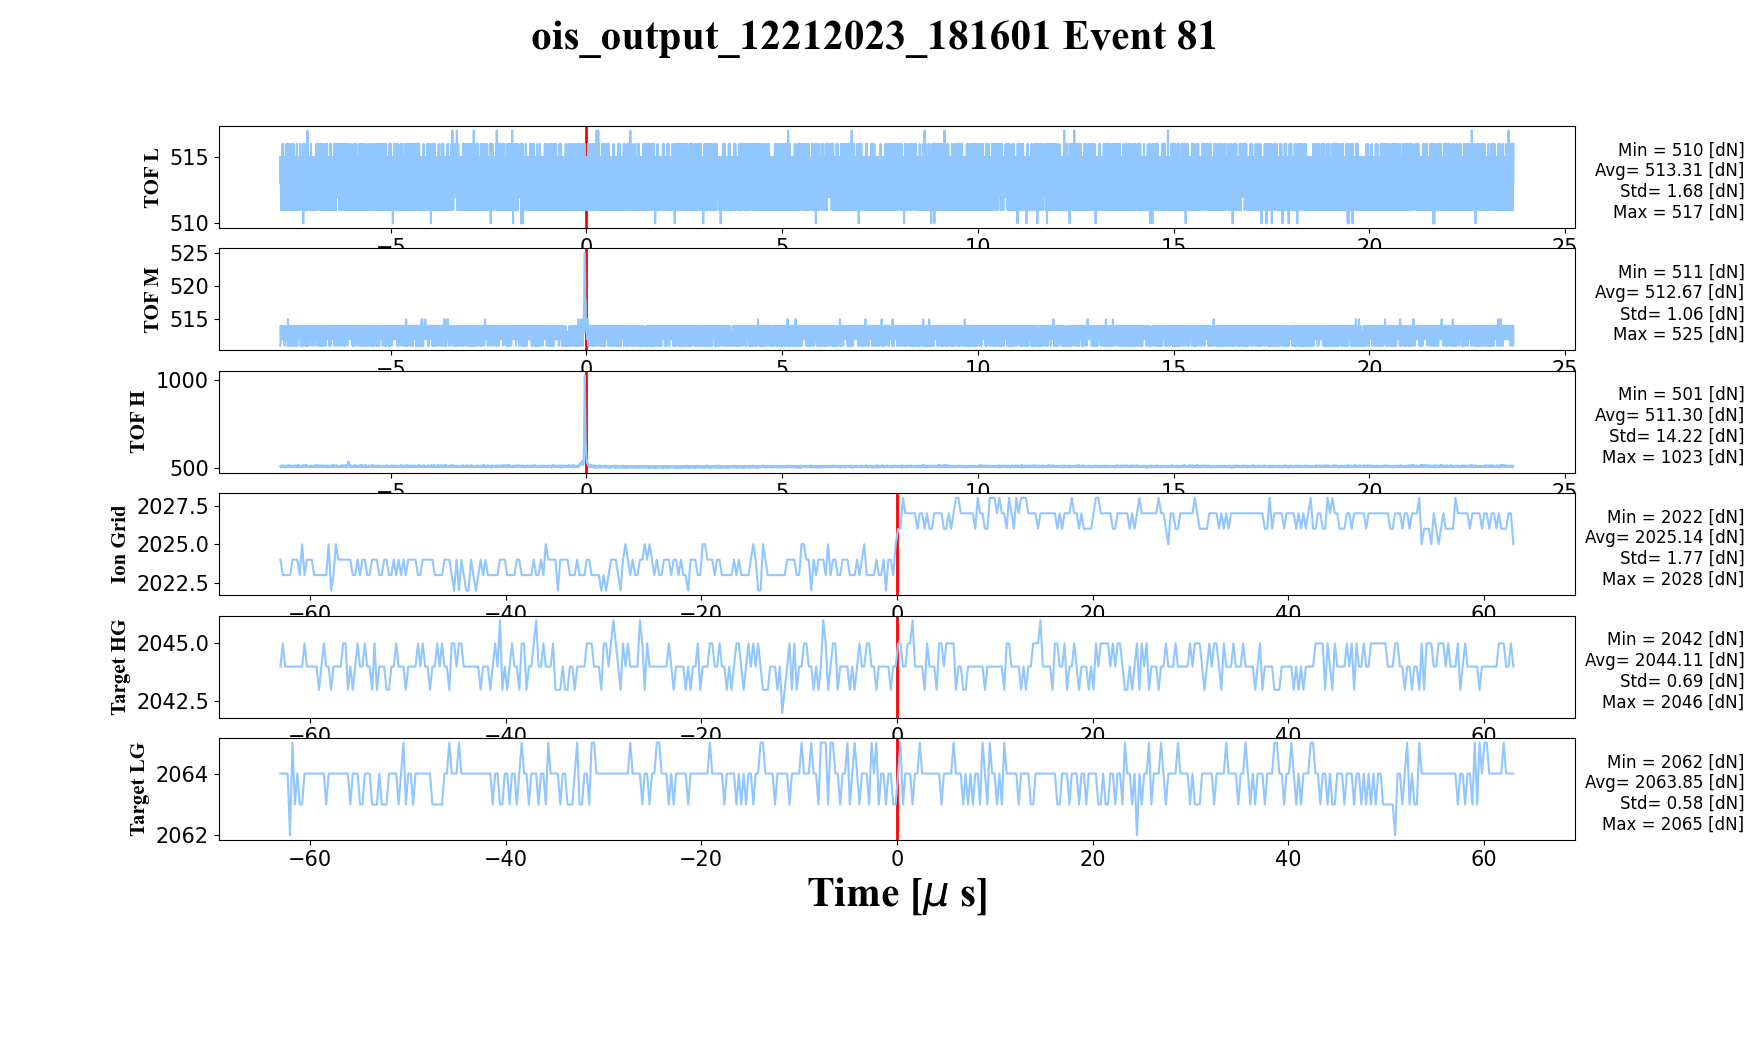 ois_output_12212023_181601 Event 81
TOF L
515
510
−5 0 5 10 15 20 25
Min = 510 [dN]
Avg= 513.31 [dN]
Std= 1.68 [dN]
Max = 517 [dN]
TOF M
525
520
515
−5 0 5 10 15 20 25
Min = 511 [dN]
Avg= 512.67 [dN]
Std= 1.06 [dN]
Max = 525 [dN]
TOF H
1000
500
−5 0 5 10 15 20 25
Min = 501 [dN]
Avg= 511.30 [dN]
Std= 14.22 [dN]
Max = 1023 [dN]
Ion Grid
2027.5
2025.0
2022.5
−60 −40 −20 0 20 40 60
Min = 2022 [dN]
Avg= 2025.14 [dN]
Std= 1.77 [dN]
Max = 2028 [dN]
Target HG
2045.0
2042.5
−60 −40 −20 0 20 40 60
Min = 2042 [dN]
Avg= 2044.11 [dN]
Std= 0.69 [dN]
Max = 2046 [dN]
Target LG
2064
2062
−60 −40 −20 0 20 40 60
Min = 2062 [dN]
Avg= 2063.85 [dN]
Std= 0.58 [dN]
Max = 2065 [dN]
Time [μ s]